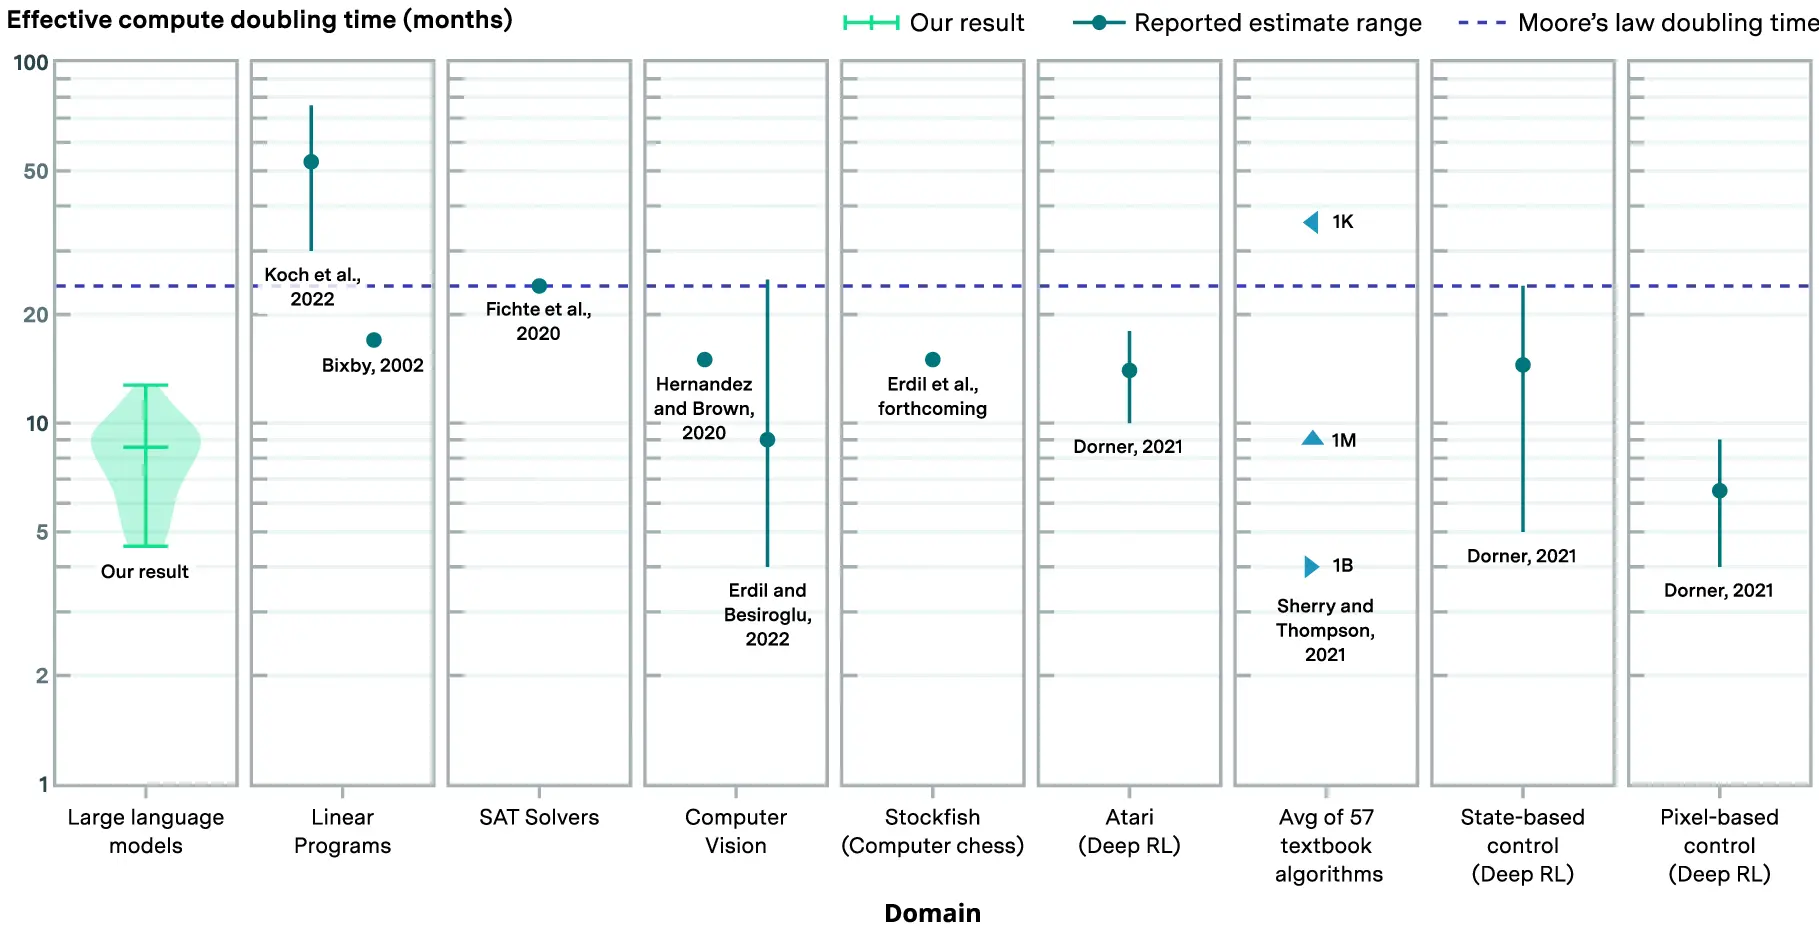 Effective compute doubling time (months)
Our result
Reported estimate range
Moore's law doubling time
100
50
20
10
5
2
1
Our result
Koch et al.,
2022
Bixby, 2002
Fichte et al.,
2020
Hernandez
and Brown,
2020
Erdil and
Besiroglu,
2022
Erdil et al.,
forthcoming
Dorner, 2021
1K
1M
1B
Sherry and
Thompson,
2021
Dorner, 2021
Dorner, 2021
Large language
models
Linear
Programs
SAT Solvers
Computer
Vision
Stockfish
(Computer chess)
Atari
(Deep RL)
Avg of 57
textbook
algorithms
State-based
control
(Deep RL)
Pixel-based
control
(Deep RL)
Domain